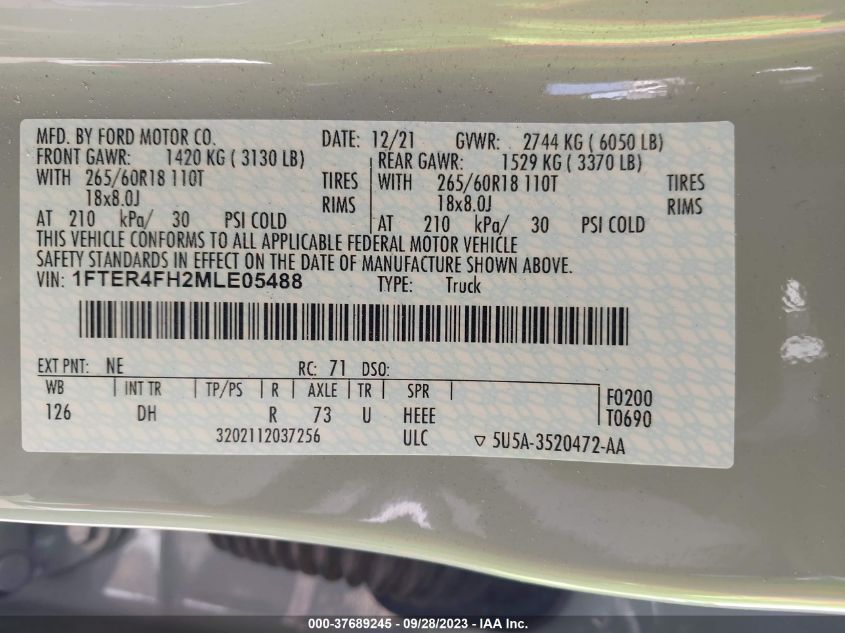 MFD. BY FORD MOTOR CO. DATE: 12/21 GVWR: 2744 KG ( 6050 LB)
FRONT GAWR: 1420 KG ( 3130 LB) REAR GAWR: 1529 KG ( 3370 LB)
WITH 265/60R18 110T TIRES WITH 265/60R18 110T TIRES
18x8.0J RIMS 18x8.0J RIMS
AT 210 kPa/ 30 PSI COLD AT 210 kPa/ 30 PSI COLD
THIS VEHICLE CONFORMS TO ALL APPLICABLE FEDERAL MOTOR VEHICLE
SAFETY STANDARDS IN EFFECT ON THE DATE OF MANUFACTURE SHOWN ABOVE.
VIN: 1FTER4FH2MLE05488 TYPE: Truck
EXT PNT: NE RC: 71 DSO:
WB INT TR TP/PS R AXLE TR SPR F0200
126 DH R 73 U HEEE T0690
3202112037256 ULC ▽ 5U5A-3520472-AA
000-37689245 - 09/28/2023 - IAA Inc.